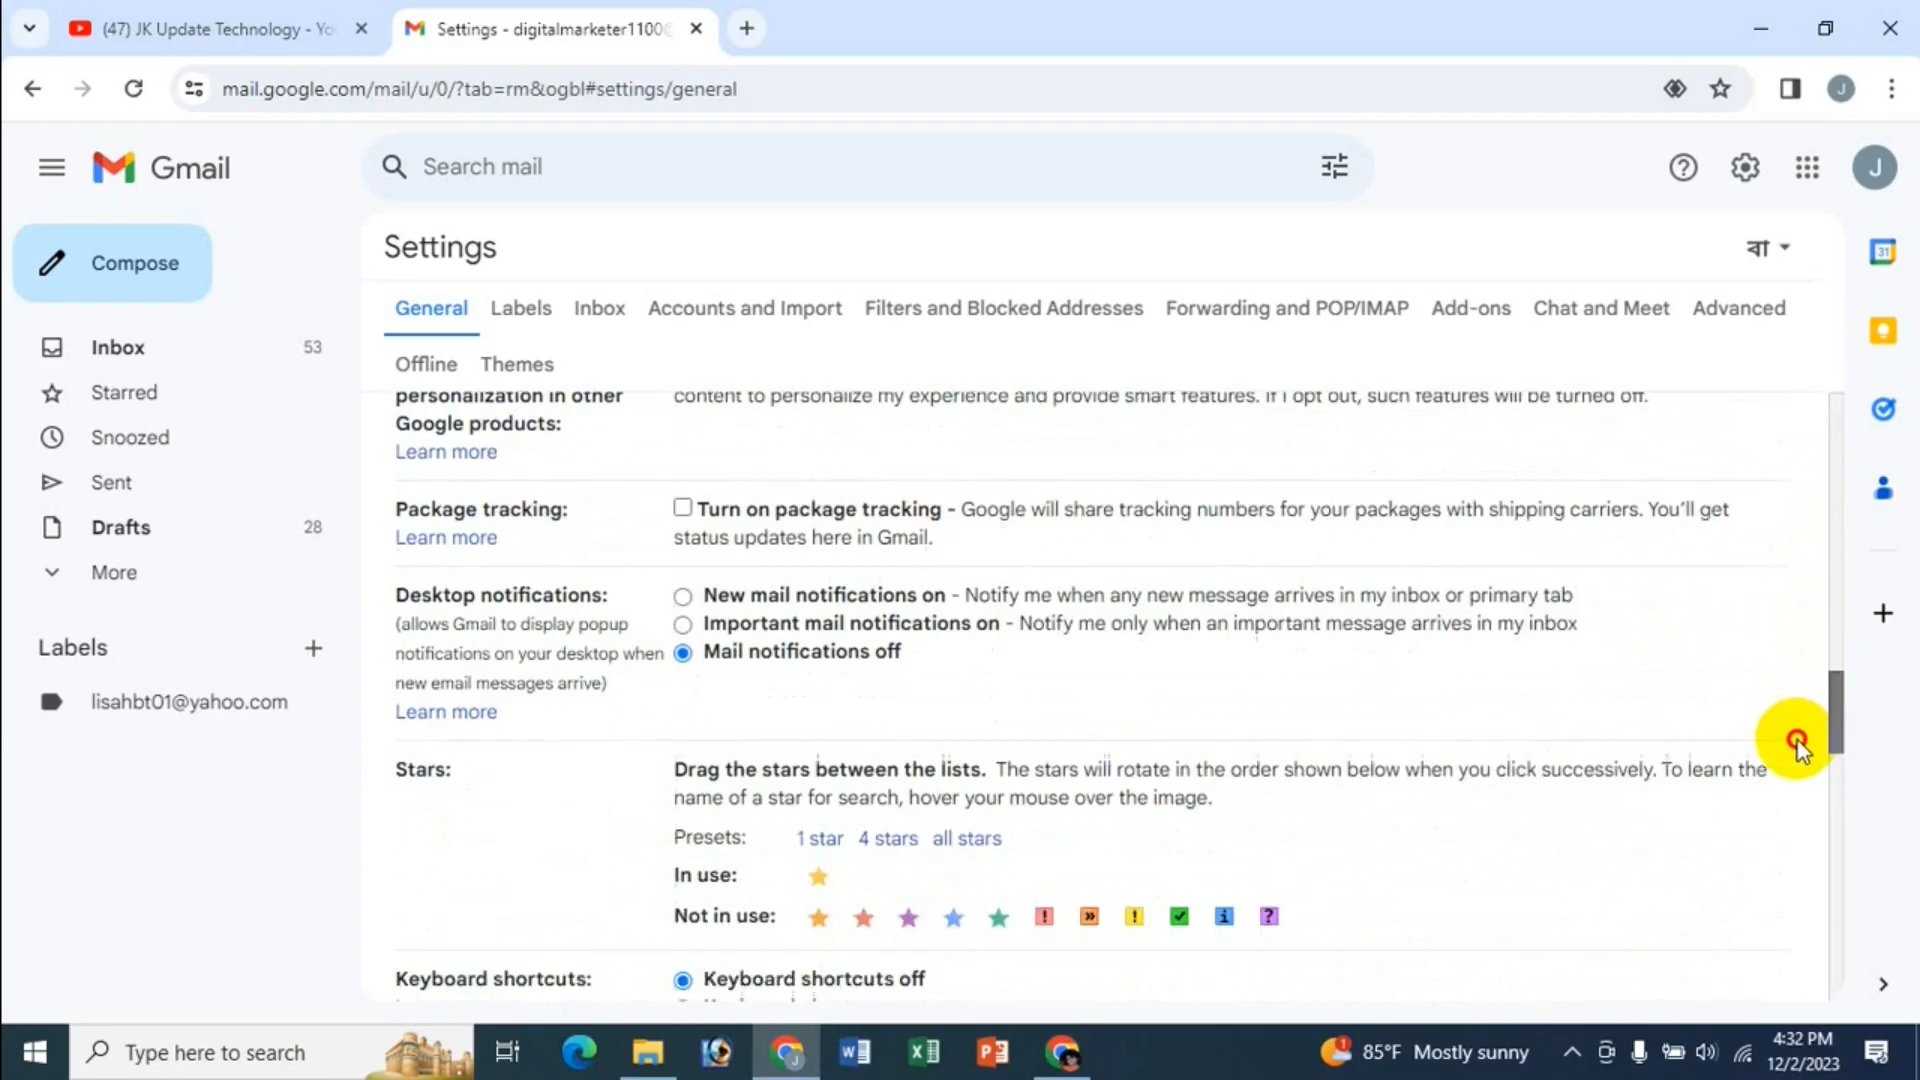 (47) JK Update Technology - Yo
Settings - digitalmarketer1100@
mail.google.com/mail/u/0/?tab=rm&ogbl#settings/general
J
Gmail
Search mail
J
Compose
Settings
বা
31
General Labels Inbox Accounts and Import Filters and Blocked Addresses Forwarding and POP/IMAP Add-ons Chat and Meet Advanced
Offline Themes
Inbox 53
Starred
Snoozed
Sent
Drafts 28
More
Labels
lisahbt01@yahoo.com
personalization in other content to personalize my experience and provide smart features. If I opt out, such features will be turned off.
Google products:
Learn more
Package tracking: Turn on package tracking - Google will share tracking numbers for your packages with shipping carriers. You'll get
Learn more status updates here in Gmail.
Desktop notifications: New mail notifications on - Notify me when any new message arrives in my inbox or primary tab
(allows Gmail to display popup Important mail notifications on - Notify me only when an important message arrives in my inbox
notifications on your desktop when Mail notifications off
new email messages arrive)
Learn more
Stars: Drag the stars between the lists. The stars will rotate in the order shown below when you click successively. To learn the
name of a star for search, hover your mouse over the image.
Presets: 1 star 4 stars all stars
In use:
Not in use: ! » ! i ?
Keyboard shortcuts: Keyboard shortcuts off
Type here to search
1 85°F Mostly sunny
4:32 PM
12/2/2023